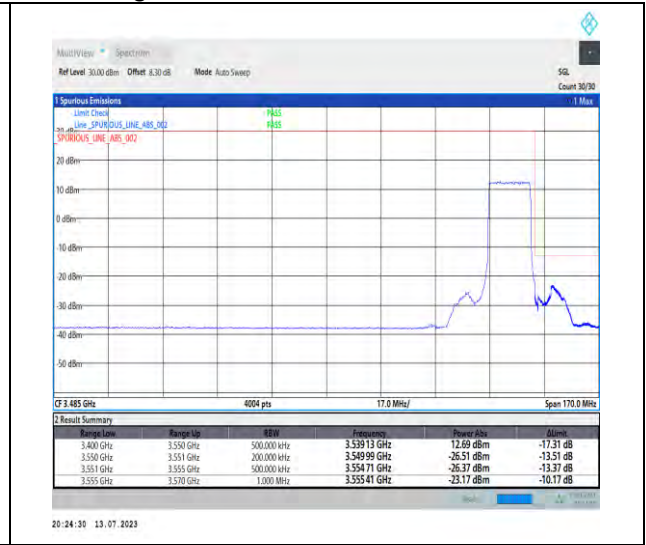 MultiView Spectrum
Ref Level 30.00 dBm Offset 8.30 dB Mode Auto Sweep SGL
Count 30/30
1 Spurious Emissions 1 Max
Limit Check PASS
Line _SPURIOUS_LINE_ABS_002 PASS
_SPURIOUS_LINE_ABS_002
20 dBm
10 dBm
0 dBm
-10 dBm
-20 dBm
-30 dBm
-40 dBm
-50 dBm
CF 3.485 GHz 4004 pts 17.0 MHz/ Span 170.0 MHz
2 Result Summary
Range Low Range Up RBW Frequency Power Abs ΔLimit
3.400 GHz 3.550 GHz 500.000 kHz 3.539 13 GHz 12.69 dBm -17.31 dB
3.550 GHz 3.551 GHz 200.000 kHz 3.549 99 GHz -26.51 dBm -13.51 dB
3.551 GHz 3.555 GHz 500.000 kHz 3.554 71 GHz -26.37 dBm -13.37 dB
3.555 GHz 3.570 GHz 1.000 MHz 3.555 41 GHz -23.17 dBm -10.17 dB
20:24:30 13.07.2023